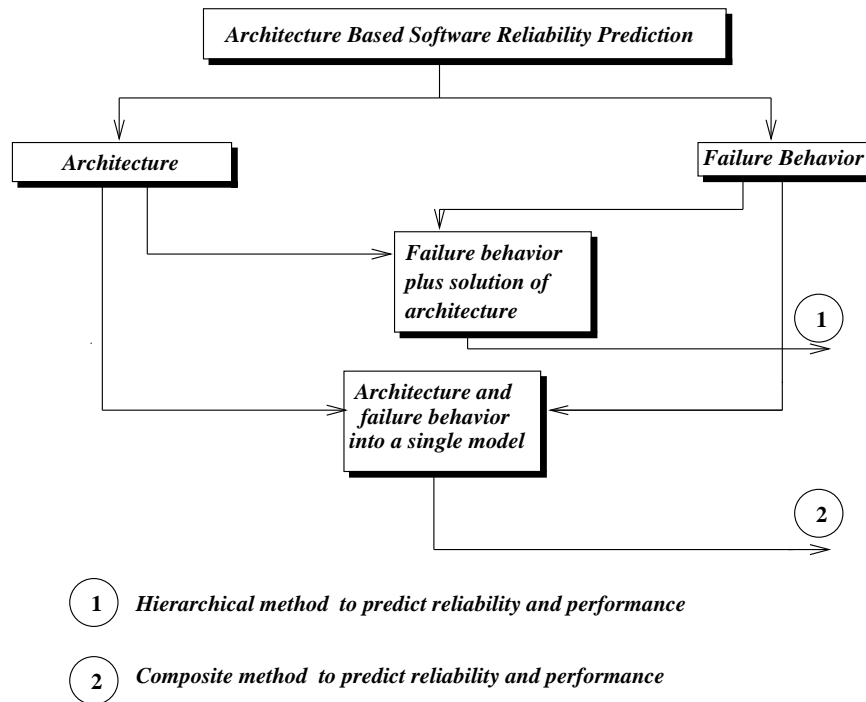 Architecture Based Software Reliability Prediction
Architecture
Failure Behavior
Failure behavior
plus solution of
architecture
1
Architecture and
failure behavior
into a single model
2
1 Hierarchical method to predict reliability and performance
2 Composite method to predict reliability and performance